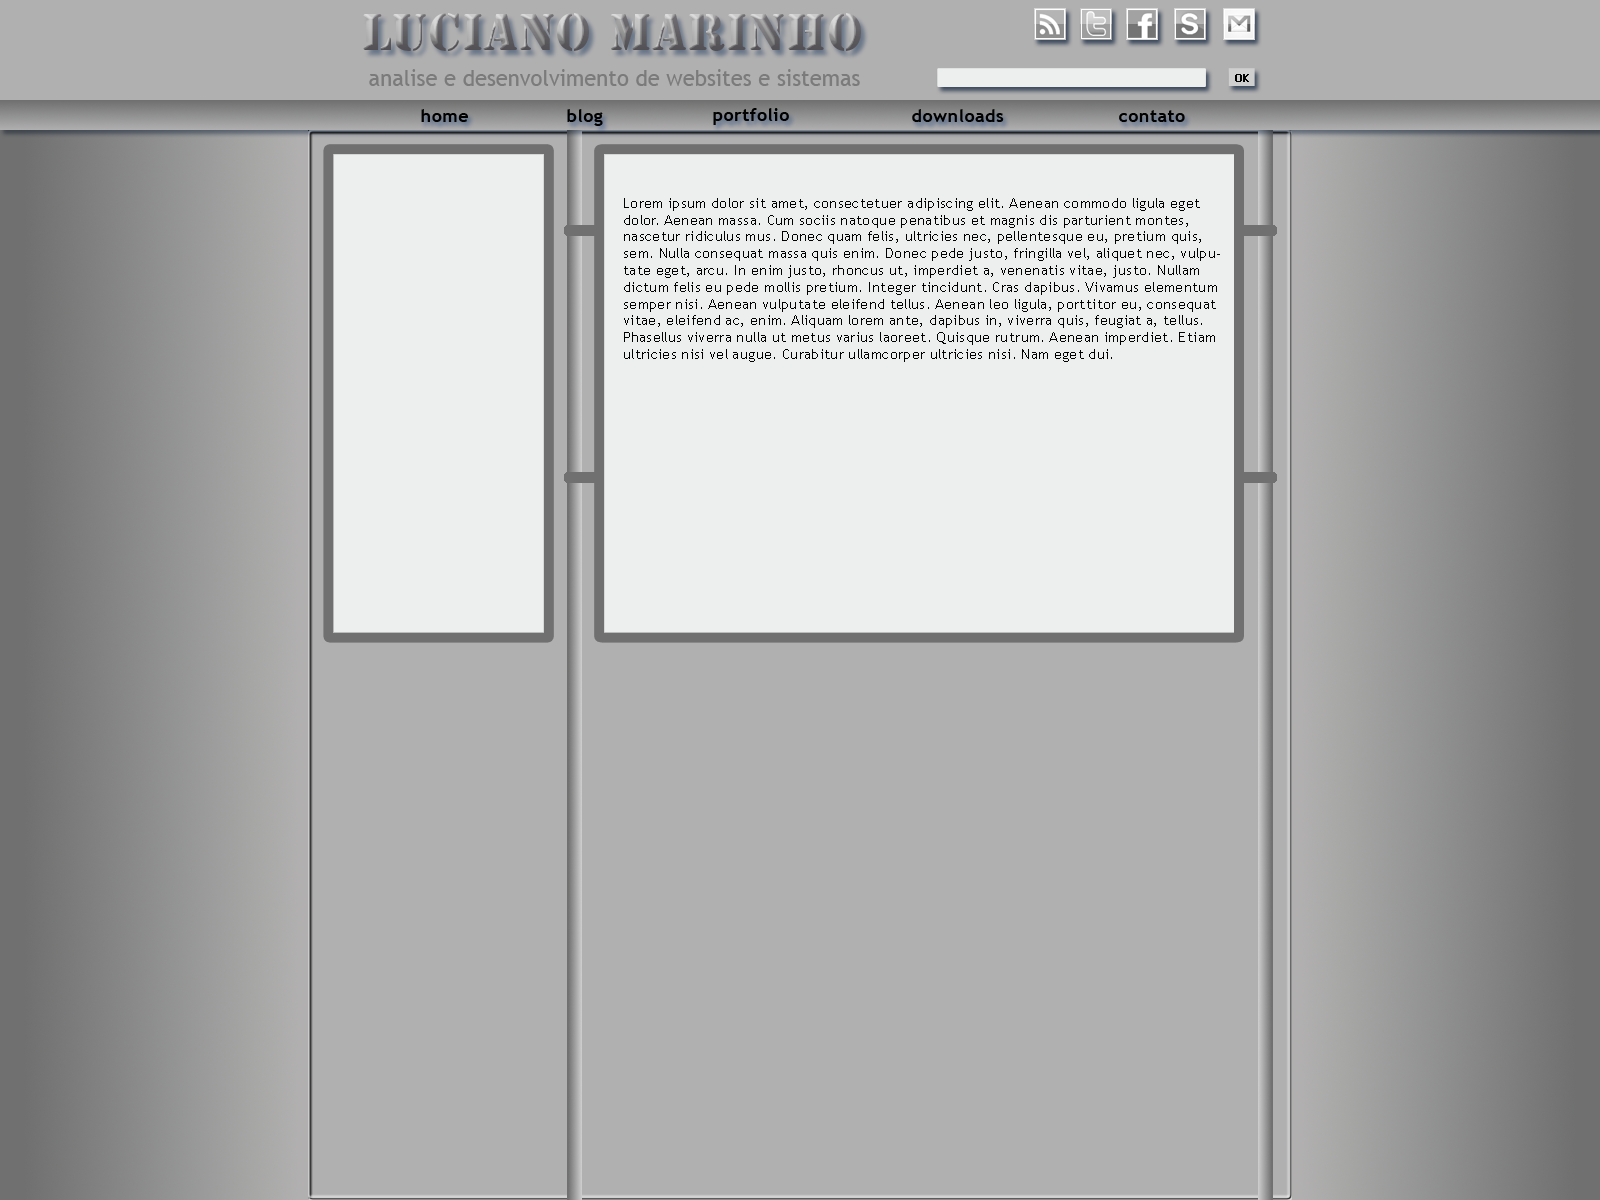 LUCIANO MARINHO
analise e desenvolvimento de websites e sistemas
OK
home blog portfolio downloads contato
Lorem ipsum dolor sit amet, consectetuer adipiscing elit. Aenean commodo ligula eget
dolor. Aenean massa. Cum sociis natoque penatibus et magnis dis parturient montes,
nascetur ridiculus mus. Donec quam felis, ultricies nec, pellentesque eu, pretium quis,
sem. Nulla consequat massa quis enim. Donec pede justo, fringilla vel, aliquet nec, vulpu-
tate eget, arcu. In enim justo, rhoncus ut, imperdiet a, venenatis vitae, justo. Nullam
dictum felis eu pede mollis pretium. Integer tincidunt. Cras dapibus. Vivamus elementum
semper nisi. Aenean vulputate eleifend tellus. Aenean leo ligula, porttitor eu, consequat
vitae, eleifend ac, enim. Aliquam lorem ante, dapibus in, viverra quis, feugiat a, tellus.
Phasellus viverra nulla ut metus varius laoreet. Quisque rutrum. Aenean imperdiet. Etiam
ultricies nisi vel augue. Curabitur ullamcorper ultricies nisi. Nam eget dui.